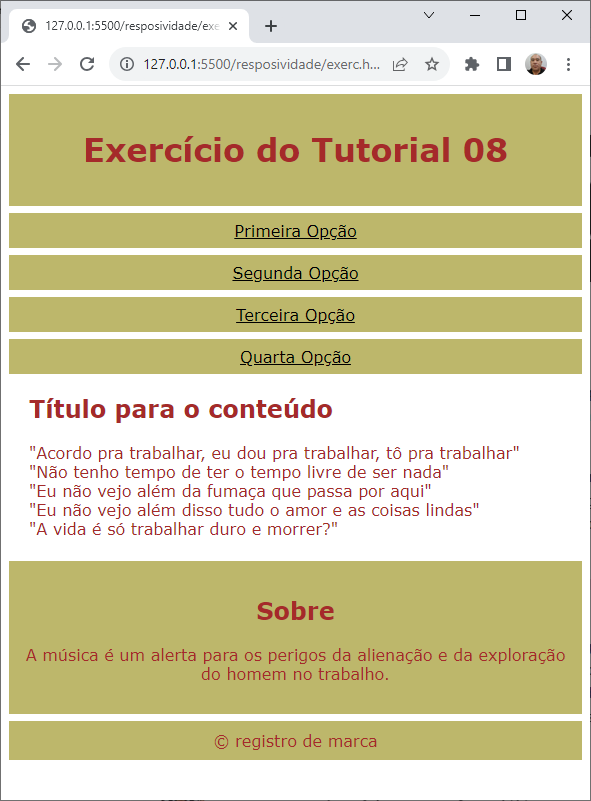 127.0.0.1:5500/resposividade/exe
127.0.0.1:5500/resposividade/exerc.h...
Exercício do Tutorial 08
Primeira Opção
Segunda Opção
Terceira Opção
Quarta Opção
Título para o conteúdo
"Acordo pra trabalhar, eu dou pra trabalhar, tô pra trabalhar"
"Não tenho tempo de ter o tempo livre de ser nada"
"Eu não vejo além da fumaça que passa por aqui"
"Eu não vejo além disso tudo o amor e as coisas lindas"
"A vida é só trabalhar duro e morrer?"
Sobre
A música é um alerta para os perigos da alienação e da exploração
do homem no trabalho.
© registro de marca